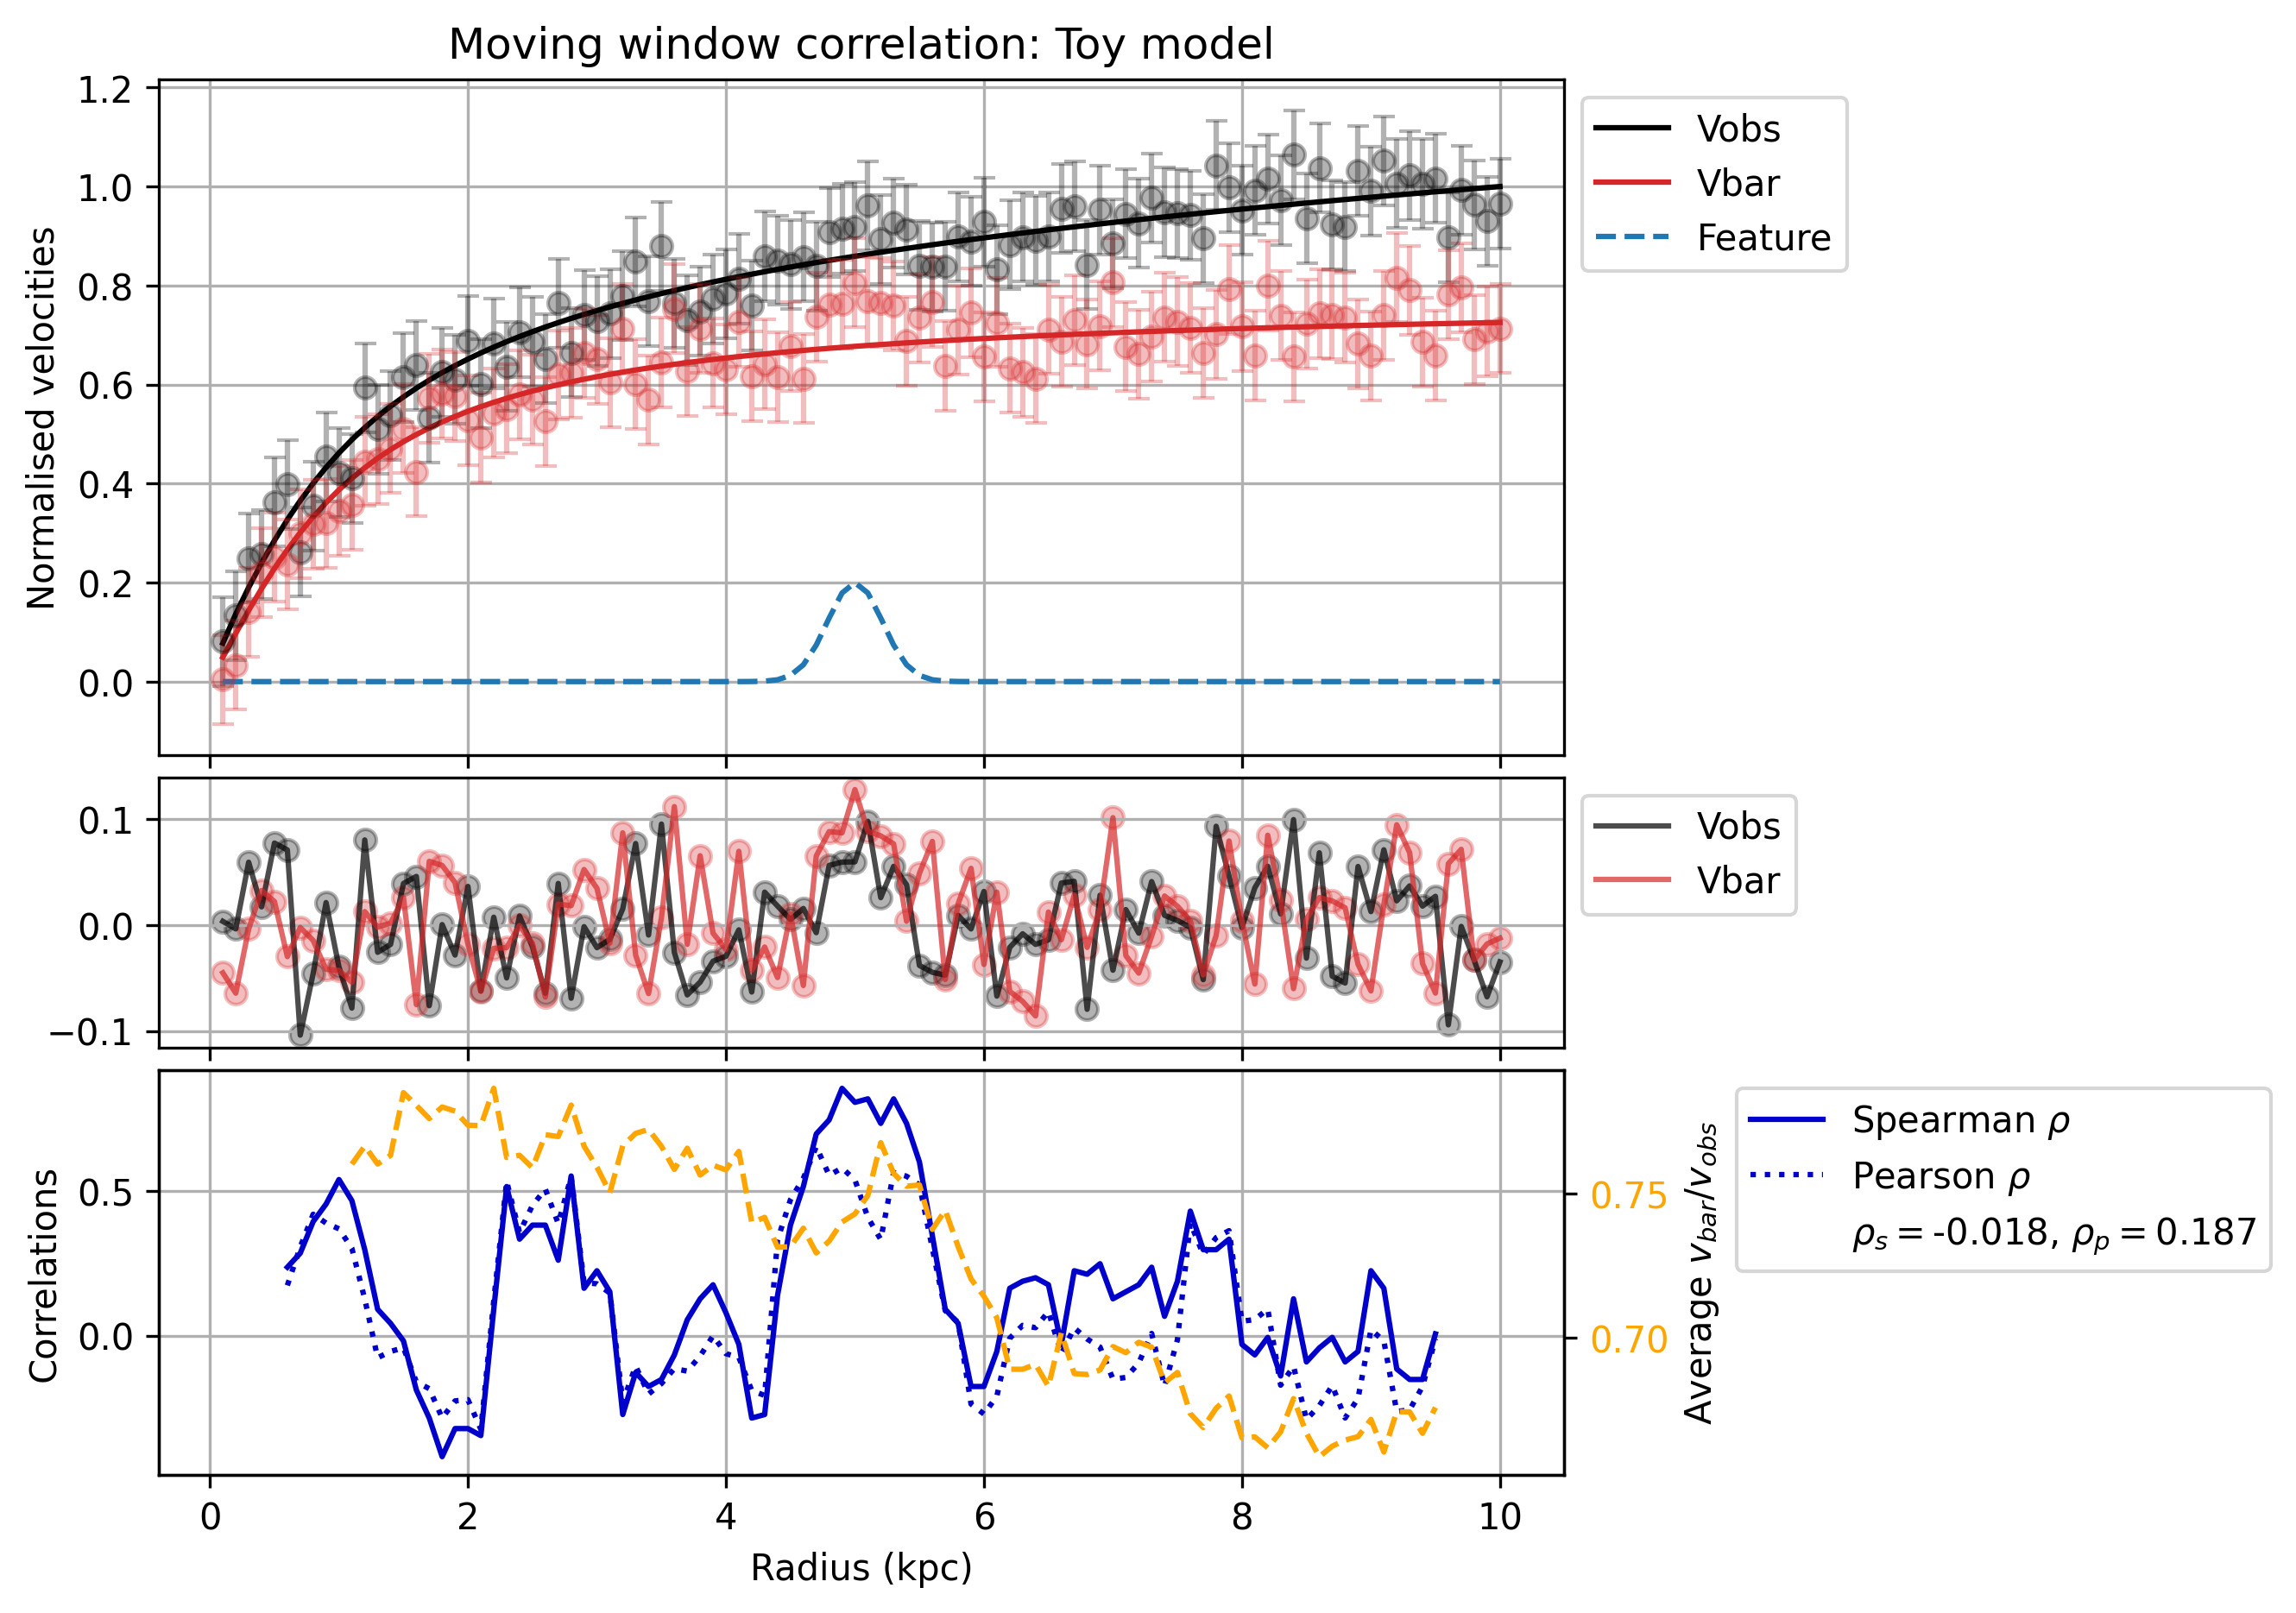 Moving window correlation: Toy model
Normalised velocities
1.2
1.0
0.8
0.6
0.4
0.2
0.0
Vobs
Vbar
Feature
0.1
0.0
−0.1
Vobs
Vbar
Correlations
0.5
0.0
0.75
0.70
Average v_bar/v_obs
Spearman ρ
Pearson ρ
ρ_s = -0.018, ρ_p = 0.187
0 2 4 6 8 10
Radius (kpc)